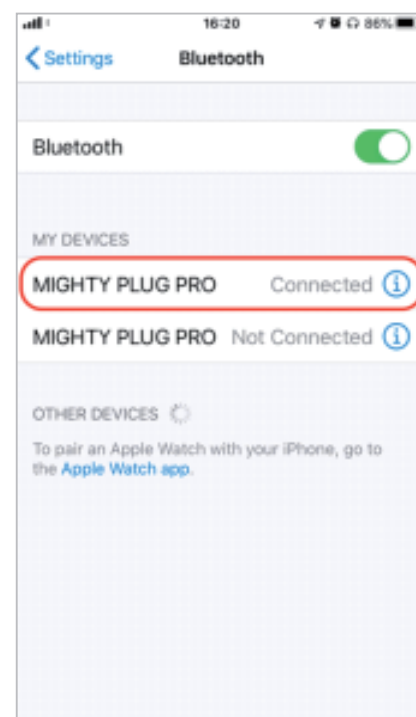 16:20 86%
Settings Bluetooth
Bluetooth
MY DEVICES
MIGHTY PLUG PRO Connected
MIGHTY PLUG PRO Not Connected
OTHER DEVICES
To pair an Apple Watch with your iPhone, go to
the Apple Watch app.